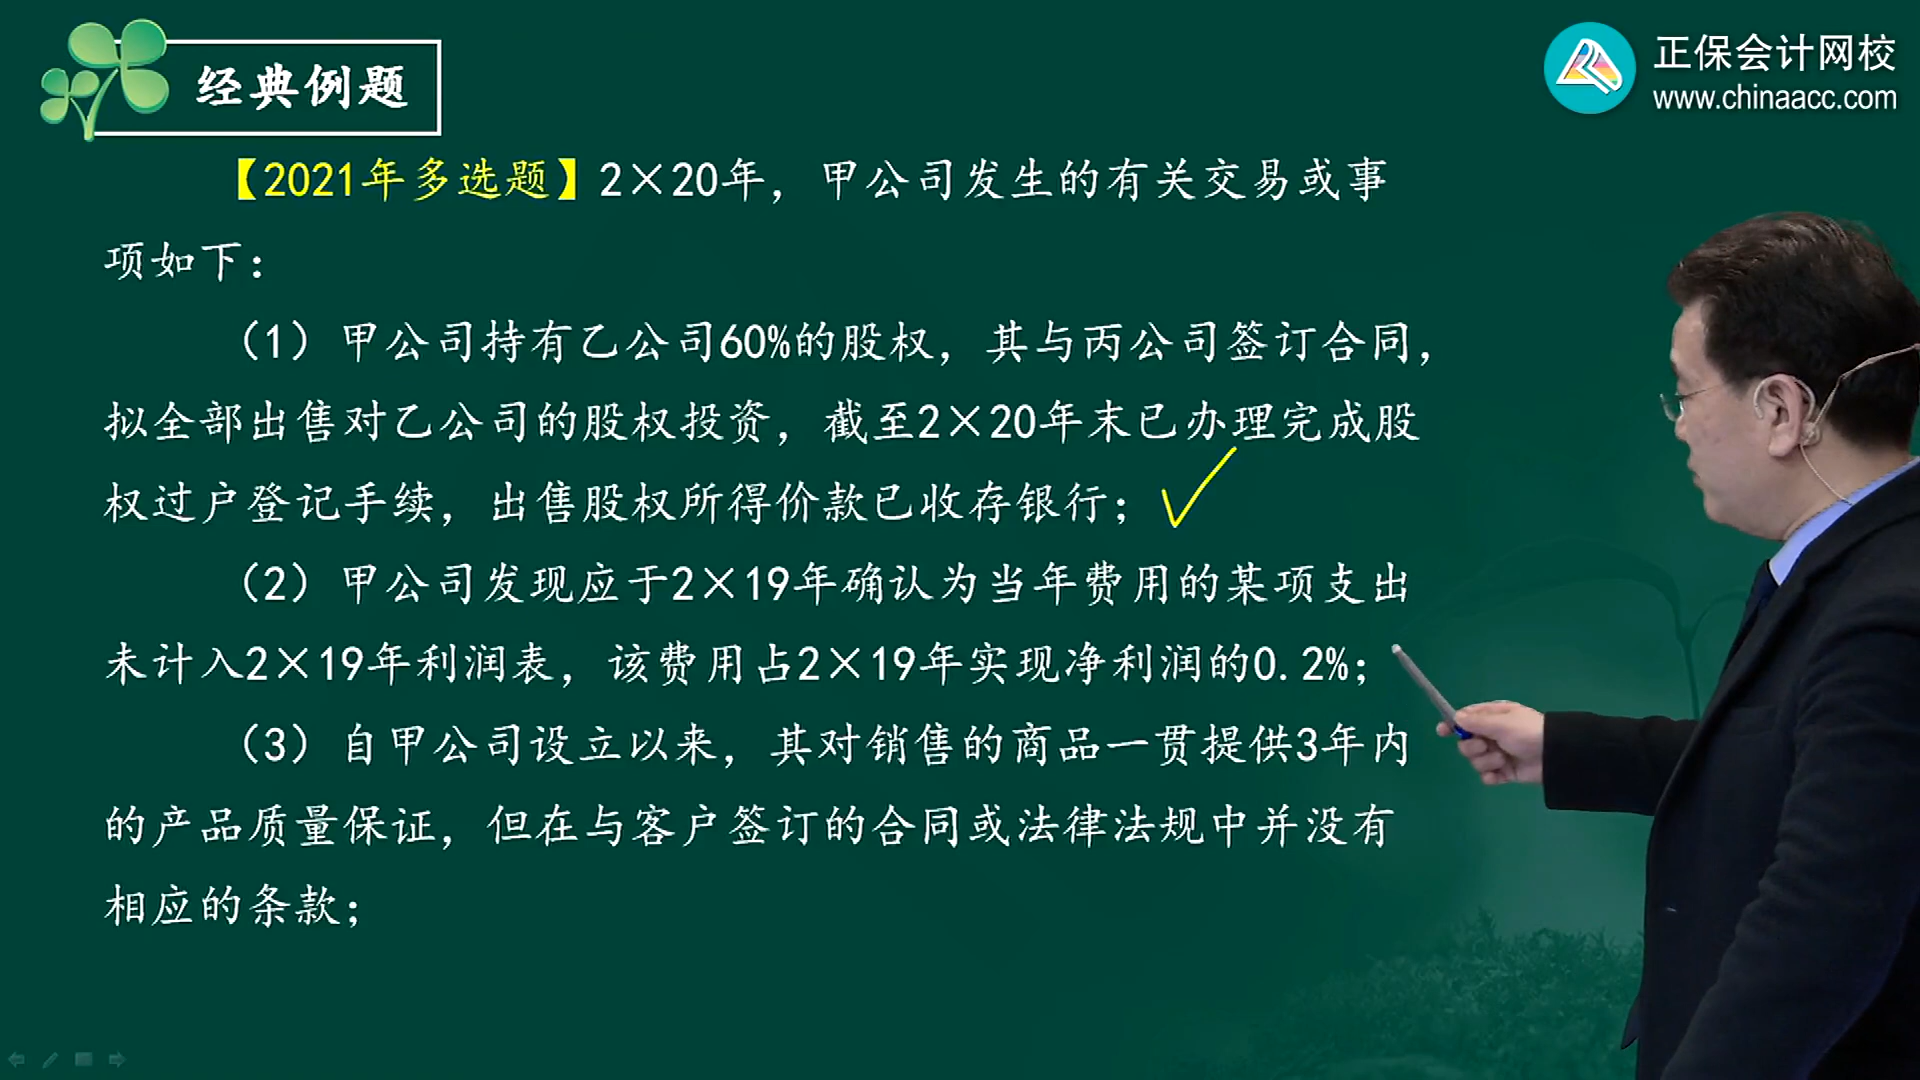 经典例题
正保会计网校
www.chinaacc.com
【2021年多选题】2×20年，甲公司发生的有关交易或事
项如下：
（1）甲公司持有乙公司60%的股权，其与丙公司签订合同，
拟全部出售对乙公司的股权投资，截至2×20年末已办理完成股
权过户登记手续，出售股权所得价款已收存银行；
（2）甲公司发现应于2×19年确认为当年费用的某项支出
未计入2×19年利润表，该费用占2×19年实现净利润的0.2%；
（3）自甲公司设立以来，其对销售的商品一贯提供3年内
的产品质量保证，但在与客户签订的合同或法律法规中并没有
相应的条款；